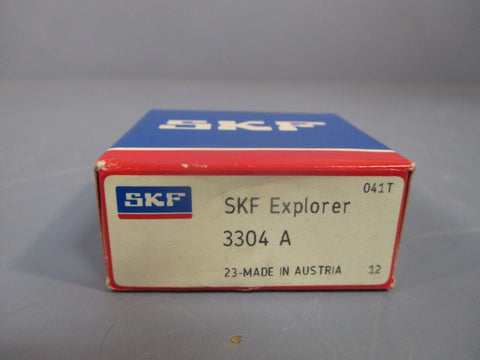 SKF
041T
SKF
SKF Explorer
3304 A
23-MADE IN AUSTRIA 12